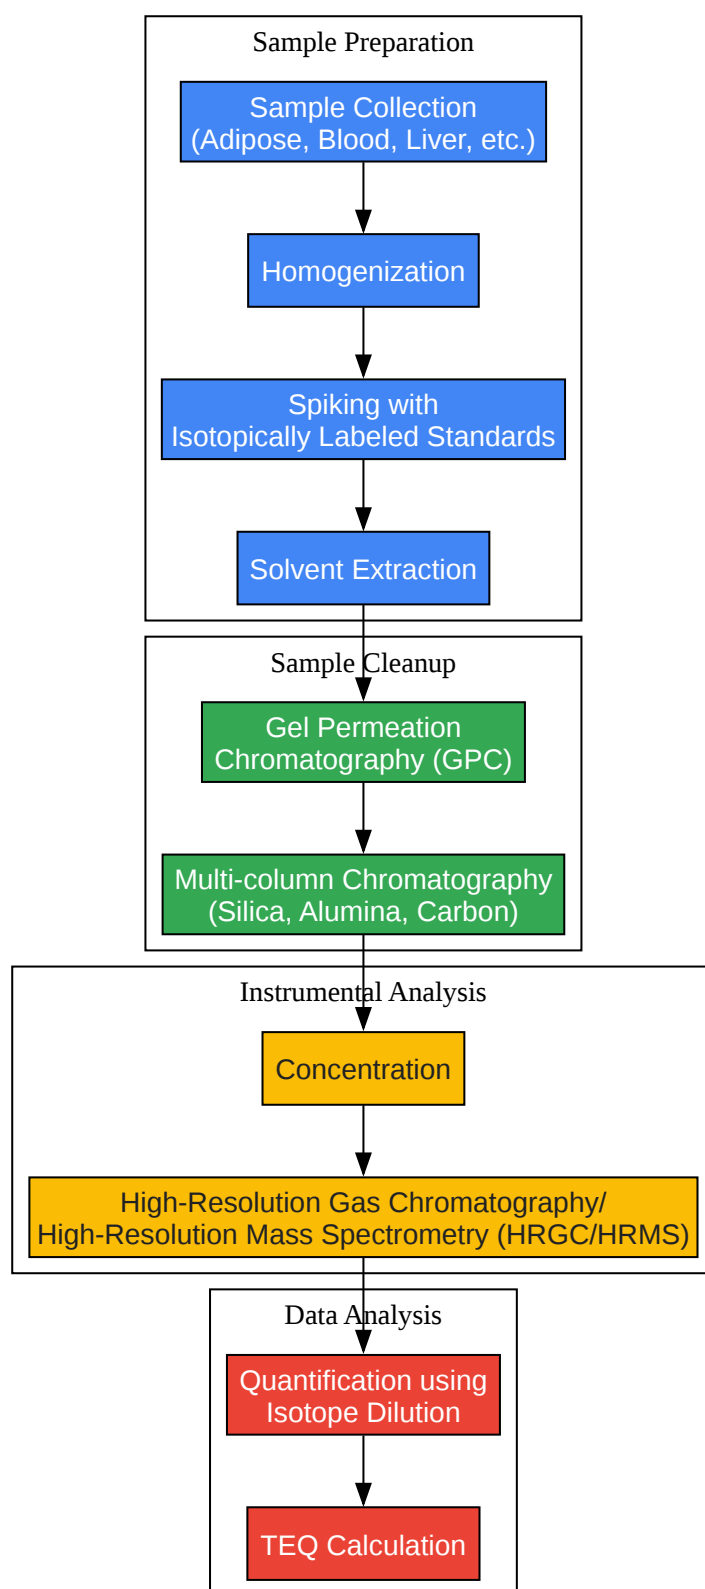 Sample Preparation
Sample Collection
(Adipose, Blood, Liver, etc.)
Homogenization
Spiking with
Isotopically Labeled Standards
Solvent Extraction
Sample Cleanup
Gel Permeation
Chromatography (GPC)
Multi-column Chromatography
(Silica, Alumina, Carbon)
Instrumental Analysis
Concentration
High-Resolution Gas Chromatography/
High-Resolution Mass Spectrometry (HRGC/HRMS)
Data Analysis
Quantification using
Isotope Dilution
TEQ Calculation